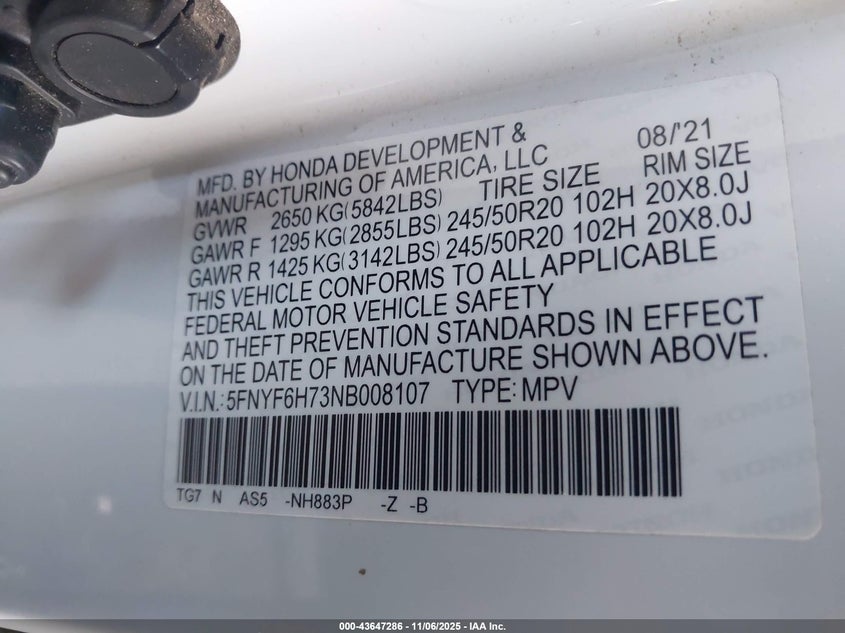 MFD. BY HONDA DEVELOPMENT & 08/'21
MANUFACTURING OF AMERICA, LLC RIM SIZE
GVWR 2650 KG(5842LBS) TIRE SIZE
GAWR F 1295 KG(2855LBS) 245/50R20 102H 20X8.0J
GAWR R 1425 KG(3142LBS) 245/50R20 102H 20X8.0J
THIS VEHICLE CONFORMS TO ALL APPLICABLE
FEDERAL MOTOR VEHICLE SAFETY
AND THEFT PREVENTION STANDARDS IN EFFECT
ON THE DATE OF MANUFACTURE SHOWN ABOVE.
V.I.N.: 5FNYF6H73NB008107 TYPE: MPV
TG7 N AS5 -NH883P -Z -B
000-43647286 - 11/06/2025 - IAA Inc.